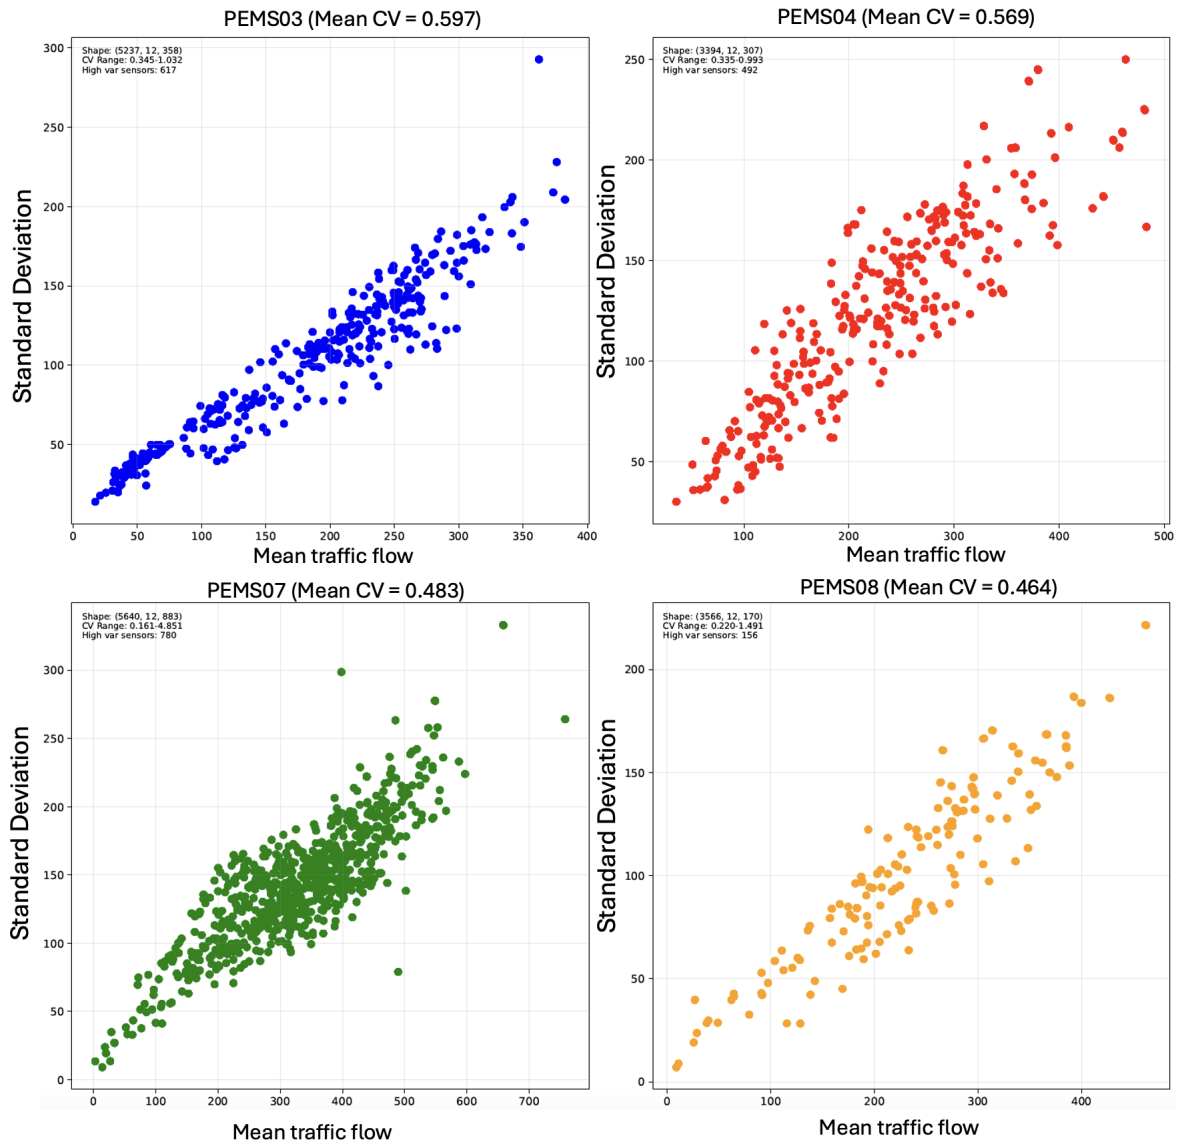 PEMS03 (Mean CV = 0.597)
Shape: (5237, 12, 358)
CV Range: 0.345-1.032
High var sensors: 617
300
250
200
150
100
50
0
50
100
150
200
250
300
350
400
Standard Deviation
Mean traffic flow
PEMS04 (Mean CV = 0.569)
Shape: (3394, 12, 307)
CV Range: 0.335-0.993
High var sensors: 492
250
200
150
100
50
100
200
300
400
500
Standard Deviation
Mean traffic flow
PEMS07 (Mean CV = 0.483)
Shape: (5640, 12, 883)
CV Range: 0.161-4.851
High var sensors: 780
300
250
200
150
100
50
0
0
100
200
300
400
500
600
700
Standard Deviation
Mean traffic flow
PEMS08 (Mean CV = 0.464)
Shape: (3566, 12, 170)
CV Range: 0.220-1.491
High var sensors: 156
200
150
100
50
0
0
100
200
300
400
Standard Deviation
Mean traffic flow